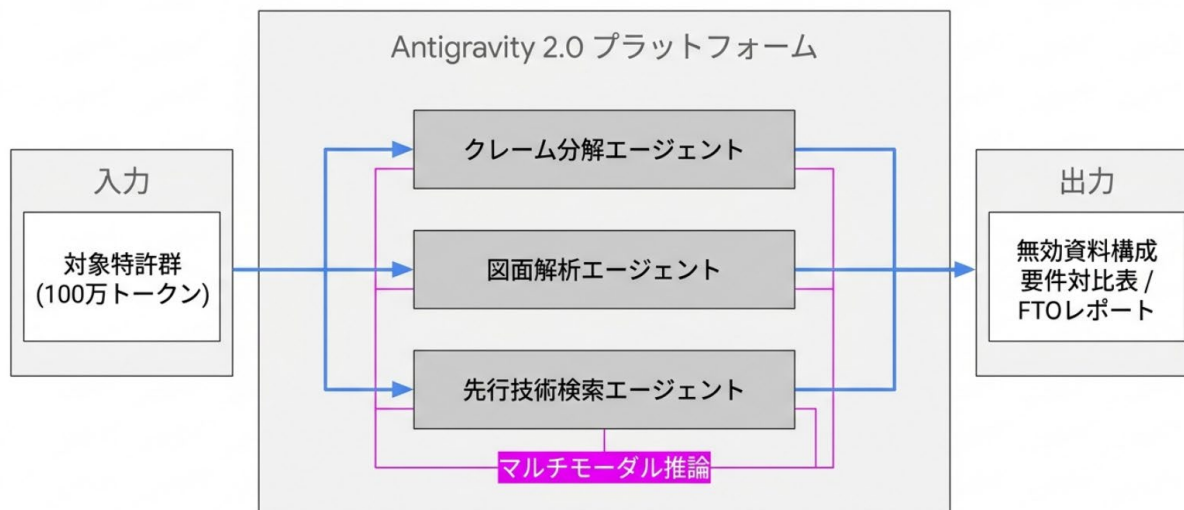 Antigravity 2.0 プラットフォーム
入力
対象特許群
(100万トークン)
クレーム分解エージェント
図面解析エージェント
先行技術検索エージェント
マルチモーダル推論
出力
無効資料構成
要件対比表 /
FTOレポート